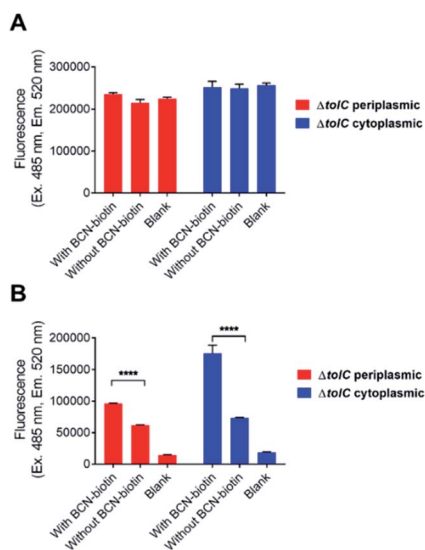 A
300000
200000
100000
0
Fluorescence
(Ex. 485 nm, Em. 520 nm)
With BCN-biotin
Without BCN-biotin
Blank
With BCN-biotin
Without BCN-biotin
Blank
ΔtolC periplasmic
ΔtolC cytoplasmic
B
200000
150000
100000
50000
0
Fluorescence
(Ex. 485 nm, Em. 520 nm)
****
****
With BCN-biotin
Without BCN-biotin
Blank
With BCN-biotin
Without BCN-biotin
Blank
ΔtolC periplasmic
ΔtolC cytoplasmic